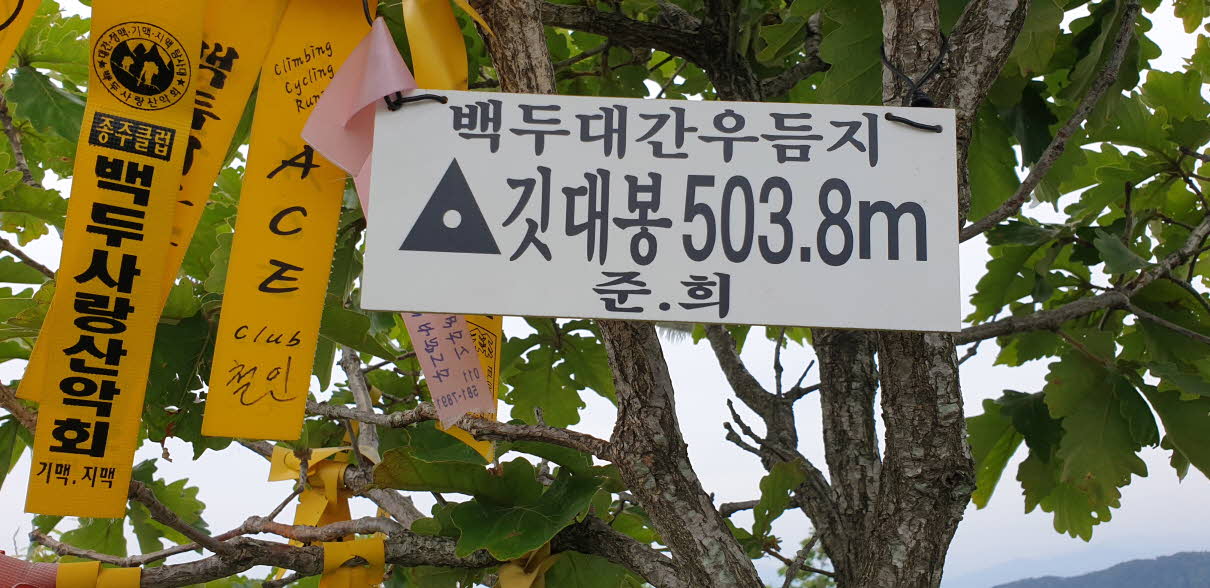 백두대간우듬지
깃대봉 503.8m
준.희
종주클럽
백두사랑산악회
기맥.지맥
Climbing
Cycling
A
C
E
Club
철인
011